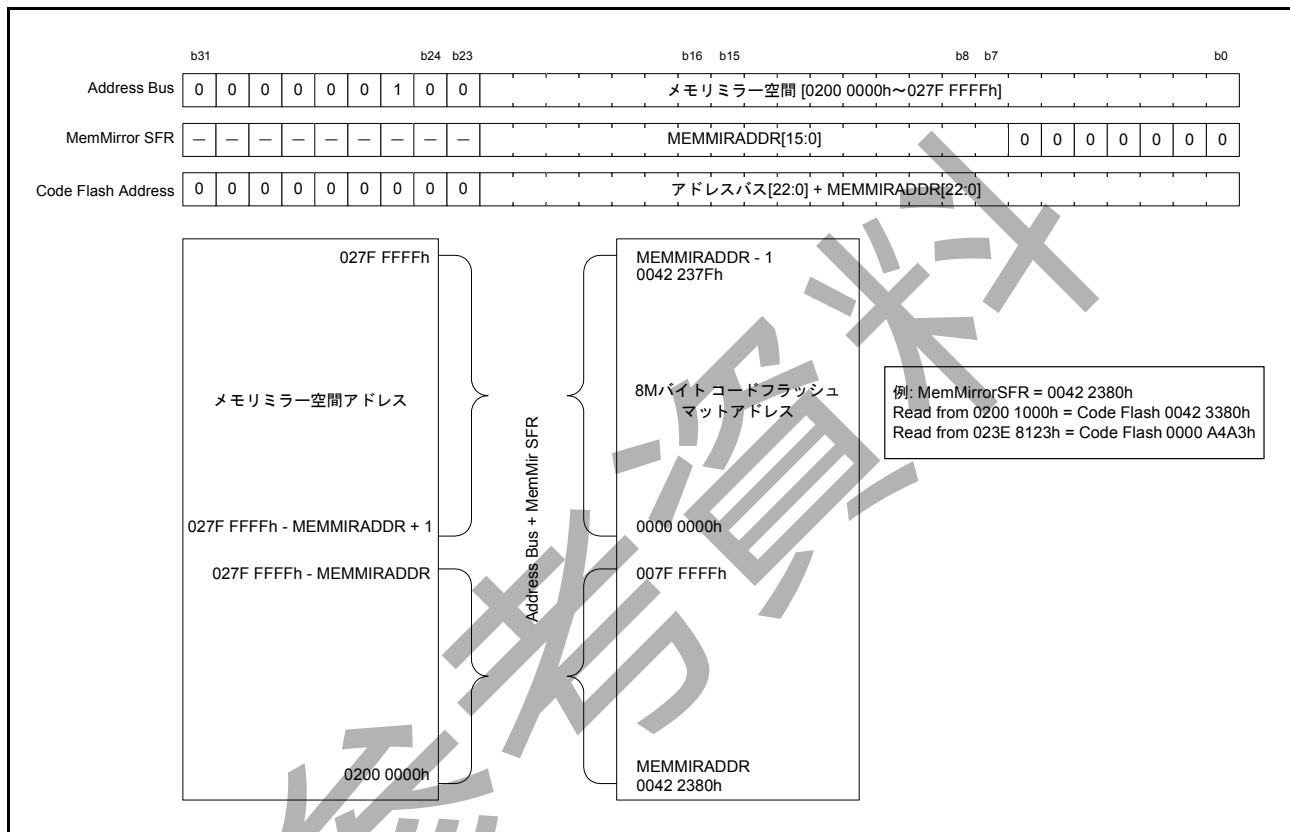 b31 b24 b23 b16 b15 b8 b7 b0
Address Bus 0 0 0 0 0 0 1 0 0 メモリミラー空間 [0200 0000h～027F FFFFh]
MemMirror SFR － － － － － － － － － MEMMIRADDR[15:0] 0 0 0 0 0 0 0
Code Flash Address 0 0 0 0 0 0 0 0 0 アドレスバス[22:0] + MEMMIRADDR[22:0]
027F FFFFh
メモリミラー空間アドレス
027F FFFFh - MEMMIRADDR + 1
027F FFFFh - MEMMIRADDR
0200 0000h
Address Bus + MemMir SFR
MEMMIRADDR - 1
0042 237Fh
8Mバイト コードフラッシュ
マットアドレス
0000 0000h
007F FFFFh
MEMMIRADDR
0042 2380h
例: MemMirrorSFR = 0042 2380h
Read from 0200 1000h = Code Flash 0042 3380h
Read from 023E 8123h = Code Flash 0000 A4A3h
参考資料